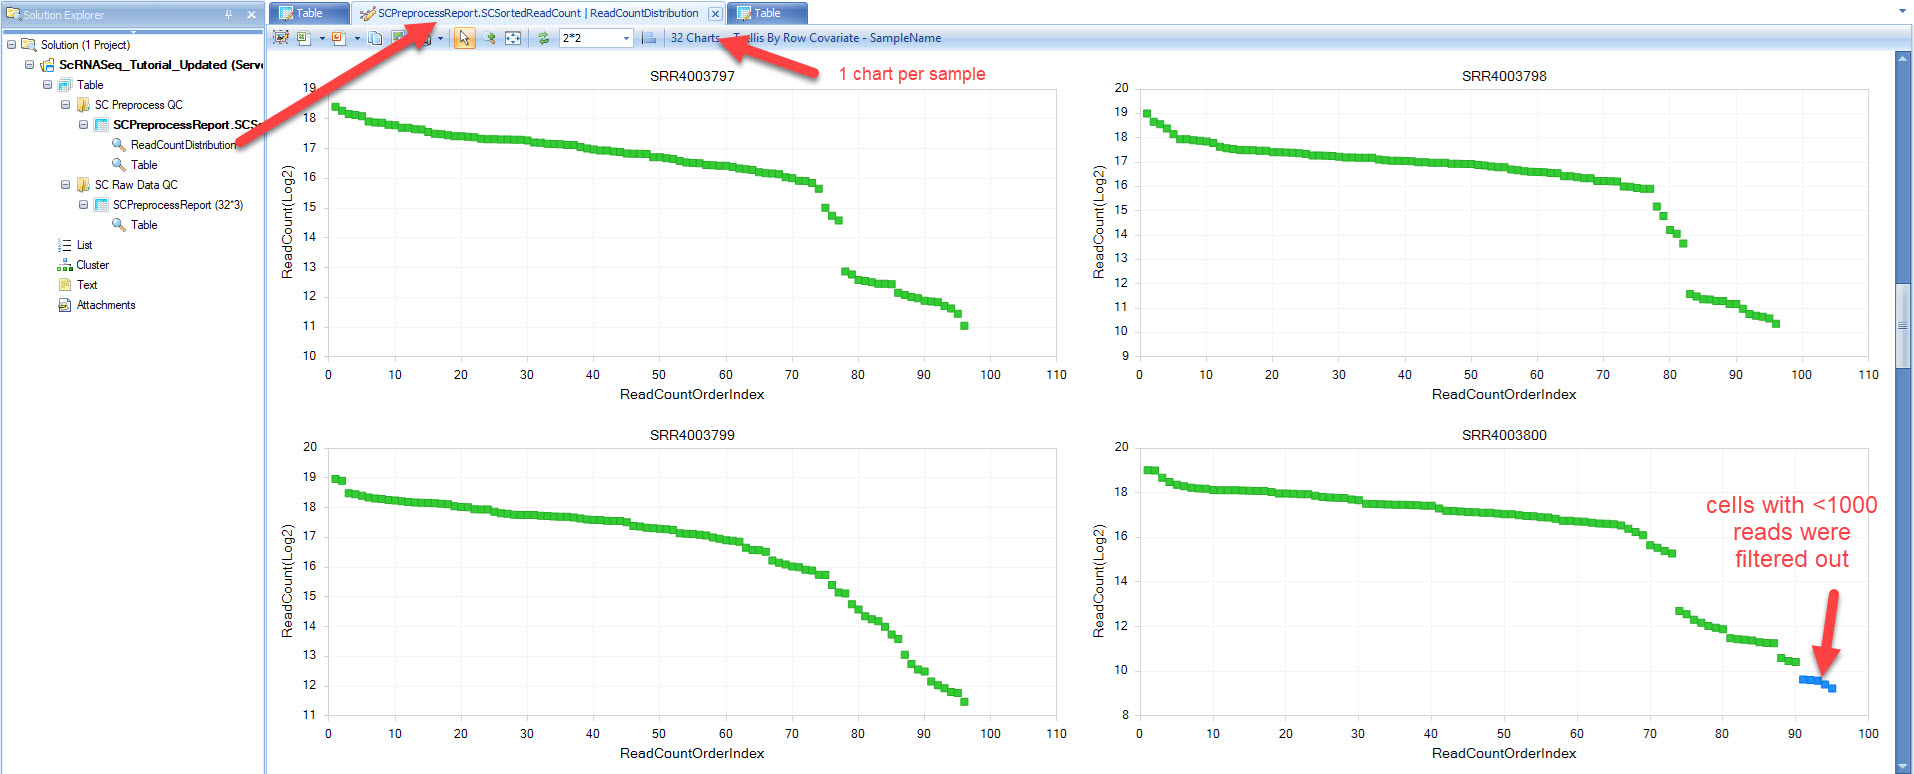 Solution Explorer
Solution (1 Project)
ScRNASeq_Tutorial_Updated (Serve
Table
SC Preprocess QC
SCPreprocessReport.SCS
ReadCountDistribution
Table
SC Raw Data QC
SCPreprocessReport (32*3)
Table
List
Cluster
Text
Attachments
Table
SCPreprocessReport.SCSortedReadCount | ReadCountDistribution
Table
2*2
32 Charts - Trellis By Row Covariate - SampleName
1 chart per sample
SRR4003797
19
18
17
16
15
14
13
12
11
10
ReadCount(Log2)
0 10 20 30 40 50 60 70 80 90 100 110
ReadCountOrderIndex
SRR4003798
20
19
18
17
16
15
14
13
12
11
10
9
ReadCount(Log2)
0 10 20 30 40 50 60 70 80 90 100 110
ReadCountOrderIndex
SRR4003799
20
19
18
17
16
15
14
13
12
11
ReadCount(Log2)
0 10 20 30 40 50 60 70 80 90 100 110
ReadCountOrderIndex
SRR4003800
20
18
16
14
12
10
8
ReadCount(Log2)
0 10 20 30 40 50 60 70 80 90 100
ReadCountOrderIndex
cells with <1000
reads were
filtered out